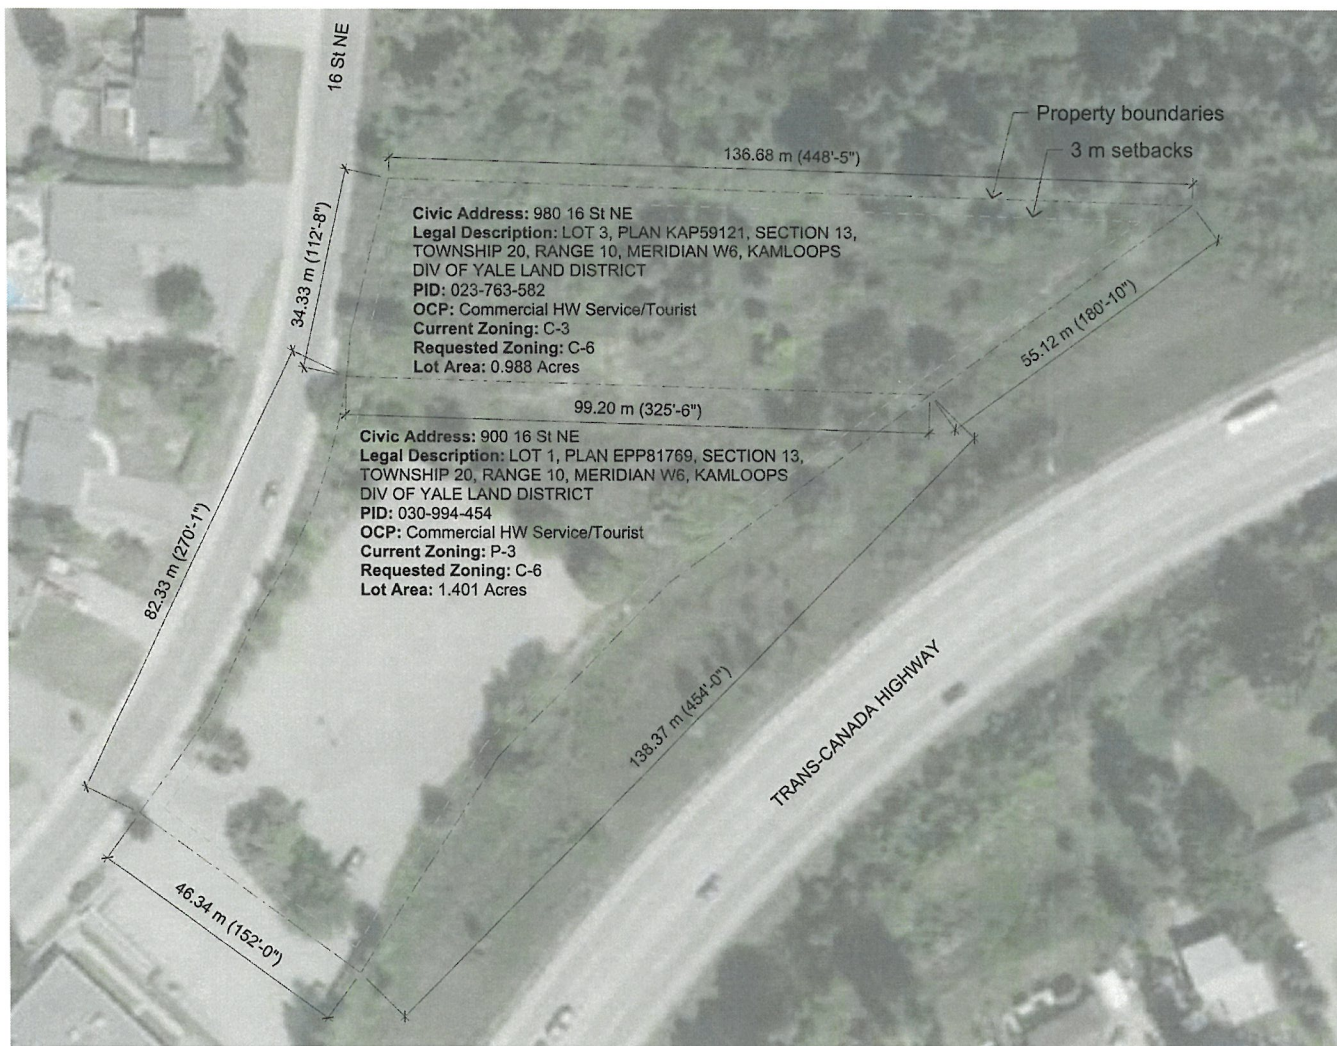 16 St NE
Property boundaries
136.68 m (448'-5")
3 m setbacks
Civic Address: 980 16 St NE
Legal Description: LOT 3, PLAN KAP59121, SECTION 13,
TOWNSHIP 20, RANGE 10, MERIDIAN W6, KAMLOOPS
DIV OF YALE LAND DISTRICT
PID: 023-763-582
OCP: Commercial HW Service/Tourist
Current Zoning: C-3
Requested Zoning: C-6
Lot Area: 0.988 Acres
34.33 m (112'-8")
55.12 m (180'-10")
99.20 m (325'-6")
Civic Address: 900 16 St NE
Legal Description: LOT 1, PLAN EPP81769, SECTION 13,
TOWNSHIP 20, RANGE 10, MERIDIAN W6, KAMLOOPS
DIV OF YALE LAND DISTRICT
PID: 030-994-454
OCP: Commercial HW Service/Tourist
Current Zoning: P-3
Requested Zoning: C-6
Lot Area: 1.401 Acres
82.33 m (270'-1")
138.37 m (454'-0")
TRANS-CANADA HIGHWAY
46.34 m (152'-0")